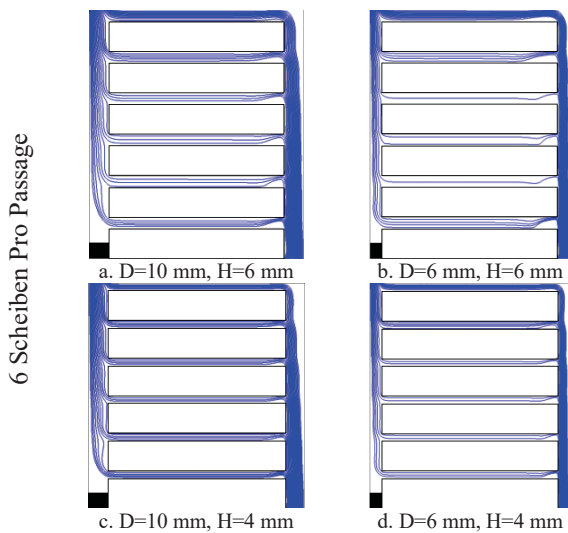 6 Scheiben Pro Passage
a. D=10 mm, H=6 mm
b. D=6 mm, H=6 mm
c. D=10 mm, H=4 mm
d. D=6 mm, H=4 mm